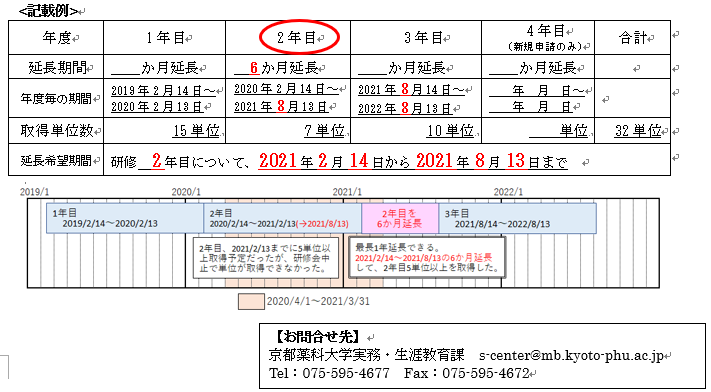 <記載例>
年度 1年目 2年目 3年目 4年目 (新規申請のみ) 合計
延長期間 か月延長 6か月延長 か月延長 か月延長
年度毎の期間 2019年2月14日～ 2020年2月14日～ 2021年8月14日～ 年 月 日～
2020年2月13日 2021年8月13日 2022年8月13日 年 月 日
取得単位数 15単位 7単位 10単位 単位 32単位
延長希望期間 研修 2年目について、2021年2月14日から2021年8月13日まで
2019/1 2020/1 2021/1 2022/1
1年目
2019/2/14～2020/2/13
2年目
2020/2/14～2021/2/13(→2021/8/13)
2年目を
6か月延長
3年目
2021/8/14～2022/8/13
2年目、2021/2/13までに5単位以
上取得予定だったが、研修会中
止で単位が取得できなかった。
最長1年延長できる。
2021/2/14～2021/8/13の6か月延長
して、2年目5単位以上を取得した。
2020/4/1～2021/3/31
【お問合せ先】
京都薬科大学実務・生涯教育課 s-center@mb.kyoto-phu.ac.jp
Tel：075-595-4677 Fax：075-595-4672